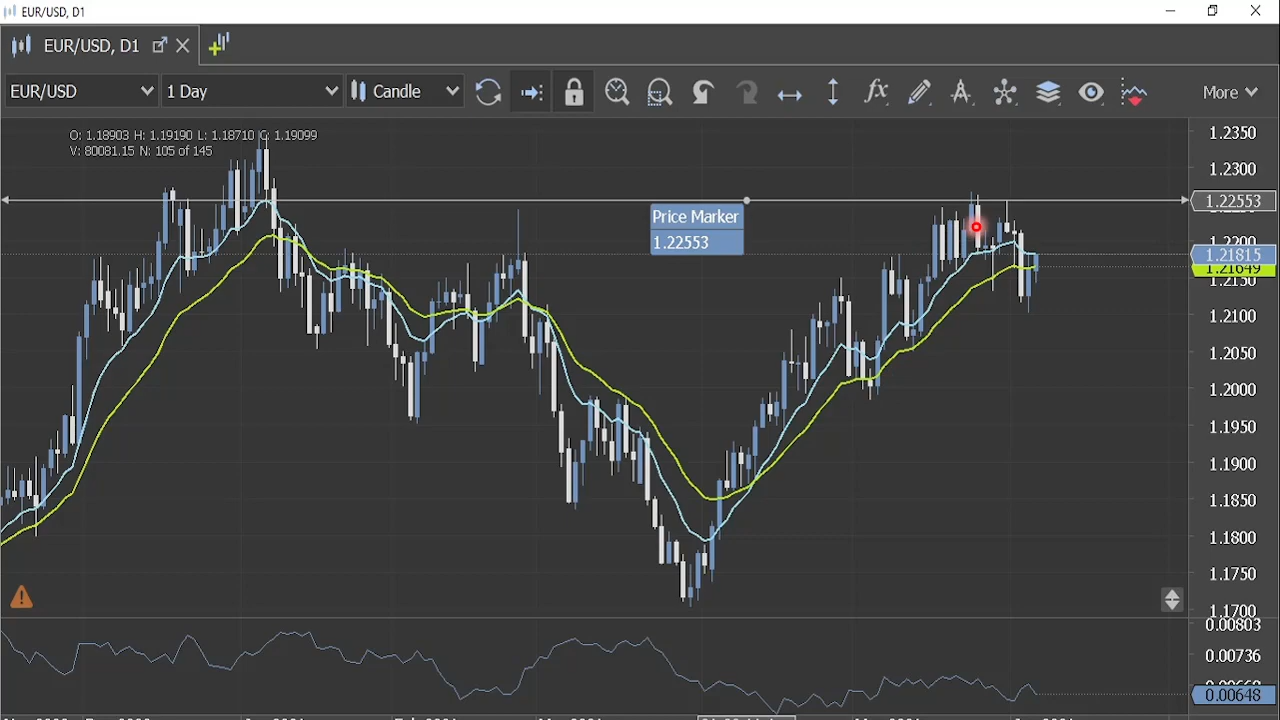 EUR/USD, D1
EUR/USD, D1
EUR/USD
1 Day
Candle
fx
More
O: 1.18903 H: 1.19190 L: 1.18710 C: 1.19099
V: 80081.15 N: 105 of 145
1.2350
1.2300
1.22553
Price Marker
1.22553
1.2200
1.21815
1.21649
1.2150
1.2100
1.2050
1.2000
1.1950
1.1900
1.1850
1.1800
1.1750
1.1700
0.00803
0.00736
0.00648